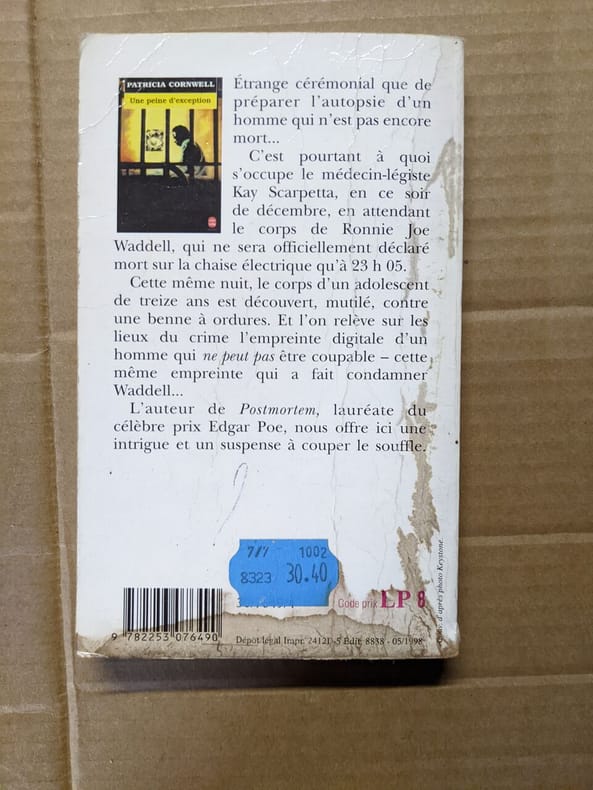 PATRICIA CORNWELL
Une peine d'exception
Étrange cérémonial que de
préparer l'autopsie d'un
homme qui n'est pas encore
mort...
C'est pourtant à quoi
s'occupe le médecin-légiste
Kay Scarpetta, en ce soir
de décembre, en attendant
le corps de Ronnie Joe
Waddell, qui ne sera officiellement déclaré
mort sur la chaise électrique qu'à 23 h 05.
Cette même nuit, le corps d'un adolescent
de treize ans est découvert, mutilé, contre
une benne à ordures. Et l'on relève sur les
lieux du crime l'empreinte digitale d'un
homme qui ne peut pas être coupable – cette
même empreinte qui a fait condamner
Waddell...
L'auteur de Postmortem, lauréate du
célèbre prix Edgar Poe, nous offre ici une
intrigue et un suspense à couper le souffle.
7/7 1002
8323 30.40
Code prix LP 8
9 782253 076490
Dépôt légal Impr. 2412D-5 Édit. 8838 - 05/1998
d'après photo Keystone.